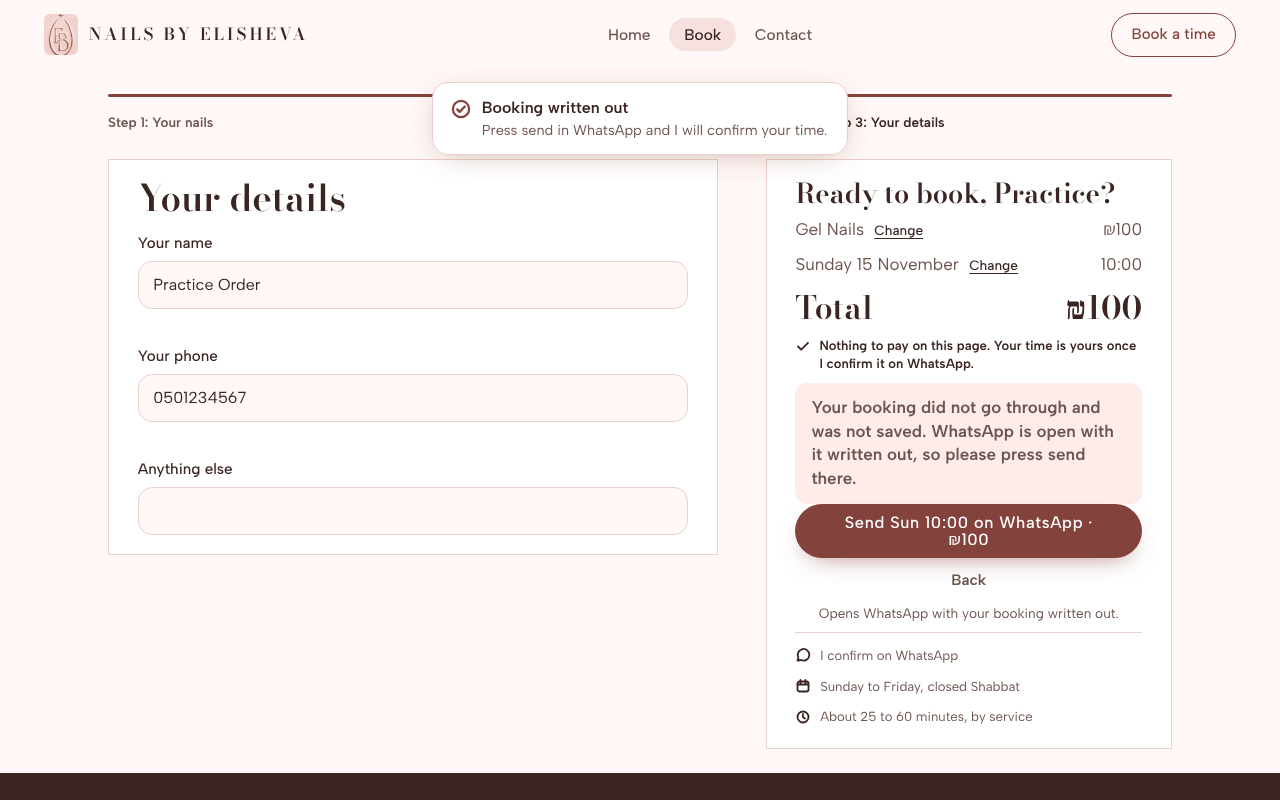 NAILS BY ELISHEVA
Home
Book
Contact
Book a time
Booking written out
Press send in WhatsApp and I will confirm your time.
Step 1: Your nails
3: Your details
Your details
Your name
Practice Order
Your phone
0501234567
Anything else
Ready to book, Practice?
Gel Nails Change ₪100
Sunday 15 November Change 10:00
Total ₪100
Nothing to pay on this page. Your time is yours once
I confirm it on WhatsApp.
Your booking did not go through and
was not saved. WhatsApp is open with
it written out, so please press send
there.
Send Sun 10:00 on WhatsApp ·
₪100
Back
Opens WhatsApp with your booking written out.
I confirm on WhatsApp
Sunday to Friday, closed Shabbat
About 25 to 60 minutes, by service